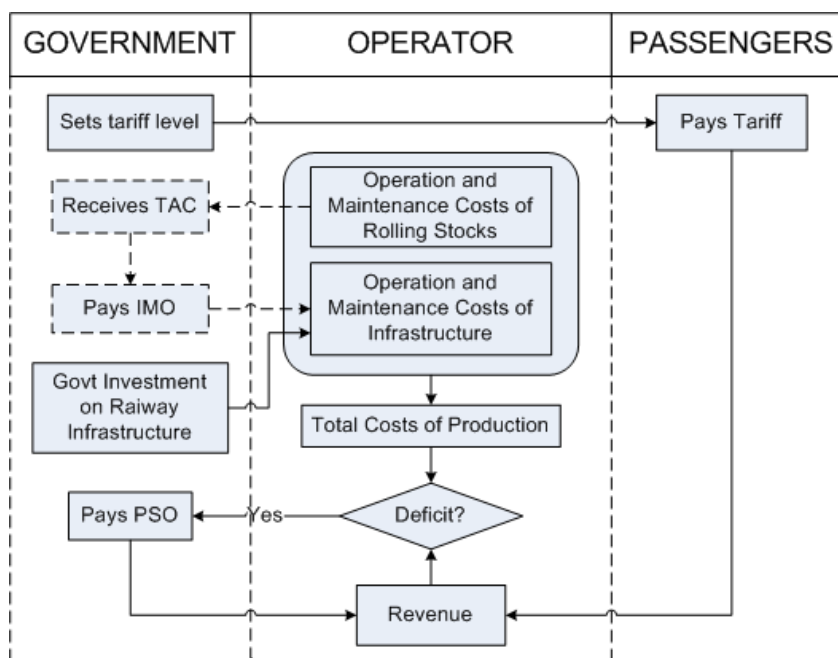 GOVERNMENT
OPERATOR
PASSENGERS
Sets tariff level
Pays Tariff
Operation and
Maintenance Costs of
Rolling Stocks
Receives TAC
Operation and
Maintenance Costs of
Infrastructure
Pays IMO
Govt Investment
on Raiway
Infrastructure
Total Costs of Production
Pays PSO
Yes
Deficit?
Revenue